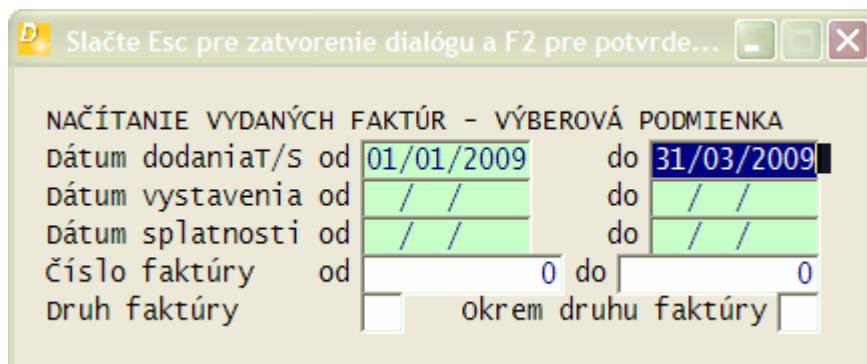 Slačte Esc pre zatvorenie dialógu a F2 pre potvrde...
NAČÍTANIE VYDANÝCH FAKTÚR - VÝBEROVÁ PODMIENKA
Dátum dodaniaT/S od 01/01/2009 do 31/03/2009
Dátum vystavenia od / / do / /
Dátum splatnosti od / / do / /
Číslo faktúry od 0 do 0
Druh faktúry Okrem druhu faktúry